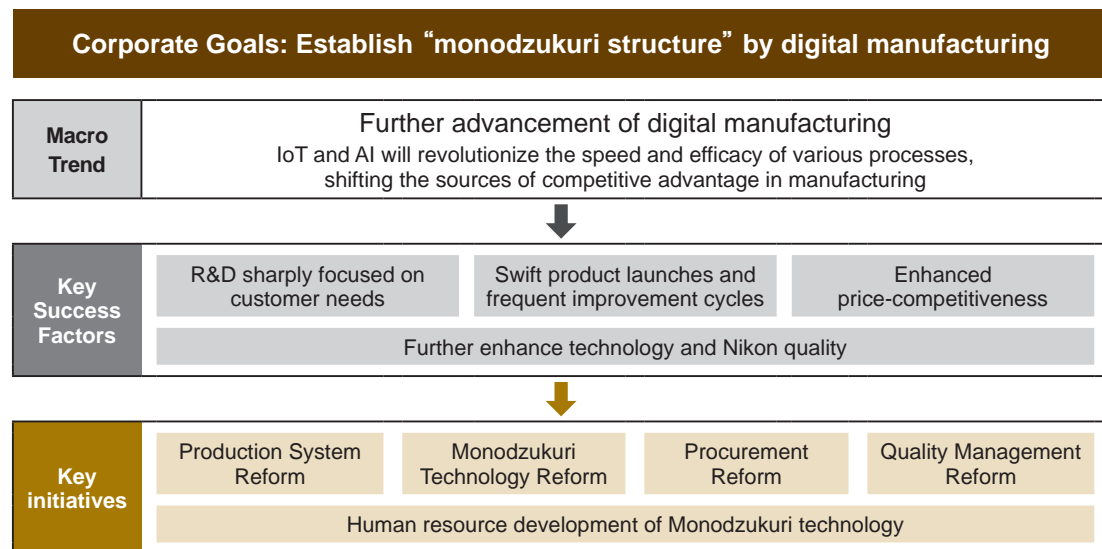 Corporate Goals: Establish “monodzukuri structure” by digital manufacturing
Macro
Trend
Further advancement of digital manufacturing
IoT and AI will revolutionize the speed and efficacy of various processes,
shifting the sources of competitive advantage in manufacturing
Key
Success
Factors
R&D sharply focused on
customer needs
Swift product launches and
frequent improvement cycles
Enhanced
price-competitiveness
Further enhance technology and Nikon quality
Key
initiatives
Production System
Reform
Monodzukuri
Technology Reform
Procurement
Reform
Quality Management
Reform
Human resource development of Monodzukuri technology